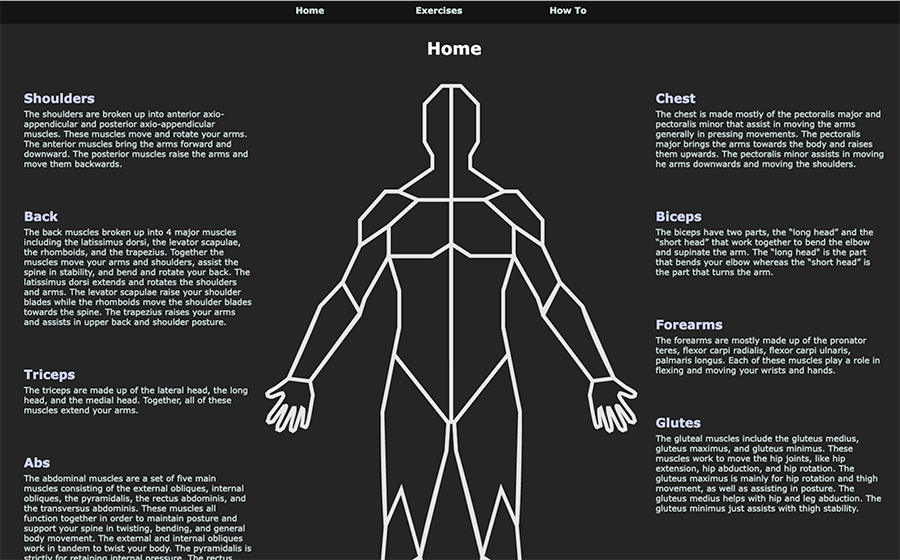 Home
Exercises
How To
Home
Shoulders
The shoulders are broken up into anterior axio-
appendicular and posterior axio-appendicular
muscles. These muscles move and rotate your arms.
The anterior muscles bring the arms forward and
downward. The posterior muscles raise the arms and
move them backwards.
Back
The back muscles broken up into 4 major muscles
including the latissimus dorsi, the levator scapulae,
the rhomboids, and the trapezius. Together the
muscles move your arms and shoulders, assist the
spine in stability, and bend and rotate your back. The
latissimus dorsi extends and rotates the shoulders
and arms. The levator scapulae raise your shoulder
blades while the rhomboids move the shoulder blades
towards the spine. The trapezius raises your arms
and assists in upper back and shoulder posture.
Triceps
The triceps are made up of the lateral head, the long
head, and the medial head. Together, all of these
muscles extend your arms.
Abs
The abdominal muscles are a set of five main
muscles consisting of the external obliques, internal
obliques, the pyramidalis, the rectus abdominis, and
the transversus abdominis. These muscles all
function together in order to maintain posture and
support your spine in twisting, bending, and general
body movement. The external and internal obliques
work in tandem to twist your body. The pyramidalis is
strictly for retaining internal pressure. The rectus
Chest
The chest is made mostly of the pectoralis major and
pectoralis minor that assist in moving the arms
generally in pressing movements. The pectoralis
major brings the arms towards the body and raises
them upwards. The pectoralis minor assists in moving
he arms downwards and moving the shoulders.
Biceps
The biceps have two parts, the “long head” and the
“short head” that work together to bend the elbow
and supinate the arm. The “long head” is the part
that bends your elbow whereas the “short head” is
the part that turns the arm.
Forearms
The forearms are mostly made up of the pronator
teres, flexor carpi radialis, flexor carpi ulnaris,
palmaris longus. Each of these muscles play a role in
flexing and moving your wrists and hands.
Glutes
The gluteal muscles include the gluteus medius,
gluteus maximus, and gluteus minimus. These
muscles work to move the hip joints, like hip
extension, hip abduction, and hip rotation. The
gluteus maximus is mainly for hip rotation and thigh
movement, as well as assisting in posture. The
gluteus medius helps with hip and leg abduction. The
gluteus minimus just assists with thigh stability.